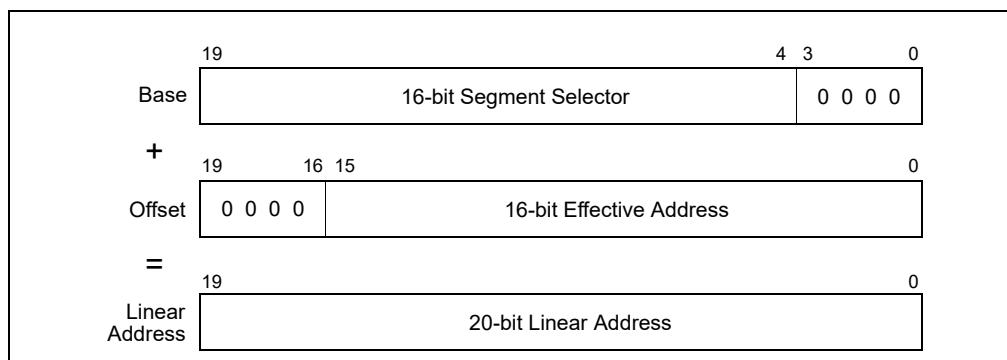 19 4 3 0
Base 16-bit Segment Selector 0 0 0 0
+
19 16 15 0
Offset 0 0 0 0 16-bit Effective Address
=
19 0
Linear
Address 20-bit Linear Address